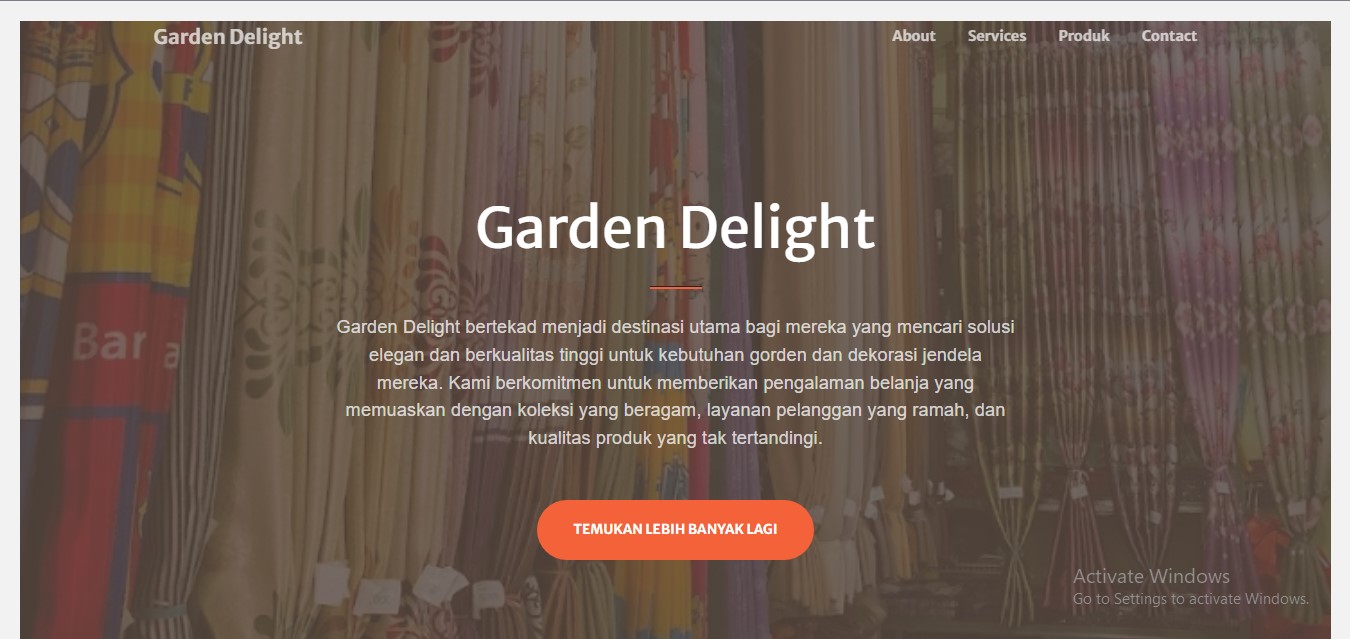 Garden Delight
About Services Produk Contact
Garden Delight
Garden Delight bertekad menjadi destinasi utama bagi mereka yang mencari solusi
elegan dan berkualitas tinggi untuk kebutuhan gorden dan dekorasi jendela
mereka. Kami berkomitmen untuk memberikan pengalaman belanja yang
memuaskan dengan koleksi yang beragam, layanan pelanggan yang ramah, dan
kualitas produk yang tak tertandingi.
TEMUKAN LEBIH BANYAK LAGI
Activate Windows
Go to Settings to activate Windows.
F
Bar
a